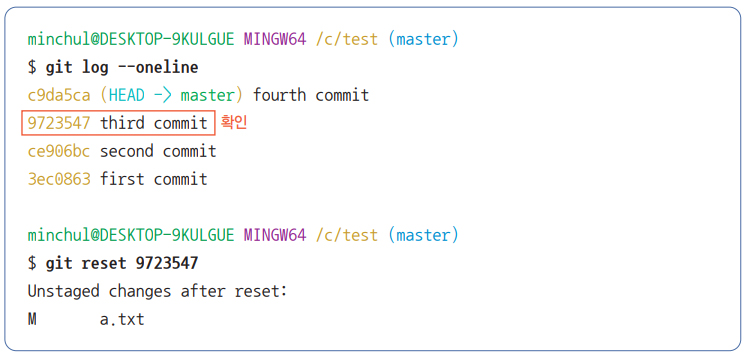 minchul@DESKTOP-9KULGUE MINGW64 /c/test (master)
$ git log --oneline
c9da5ca (HEAD -> master) fourth commit
9723547 third commit 확인
ce906bc second commit
3ec0863 first commit
minchul@DESKTOP-9KULGUE MINGW64 /c/test (master)
$ git reset 9723547
Unstaged changes after reset:
M       a.txt